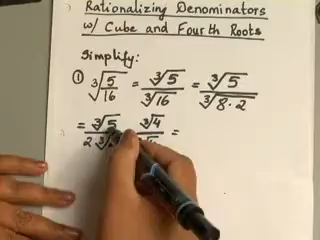 Rationalizing Denominators
w/ Cube and Fourth Roots
Simplify:
① ∛(5/16) = ∛5/∛16 = ∛5/∛(8·2)
= ∛5/2∛2 ∛4 =